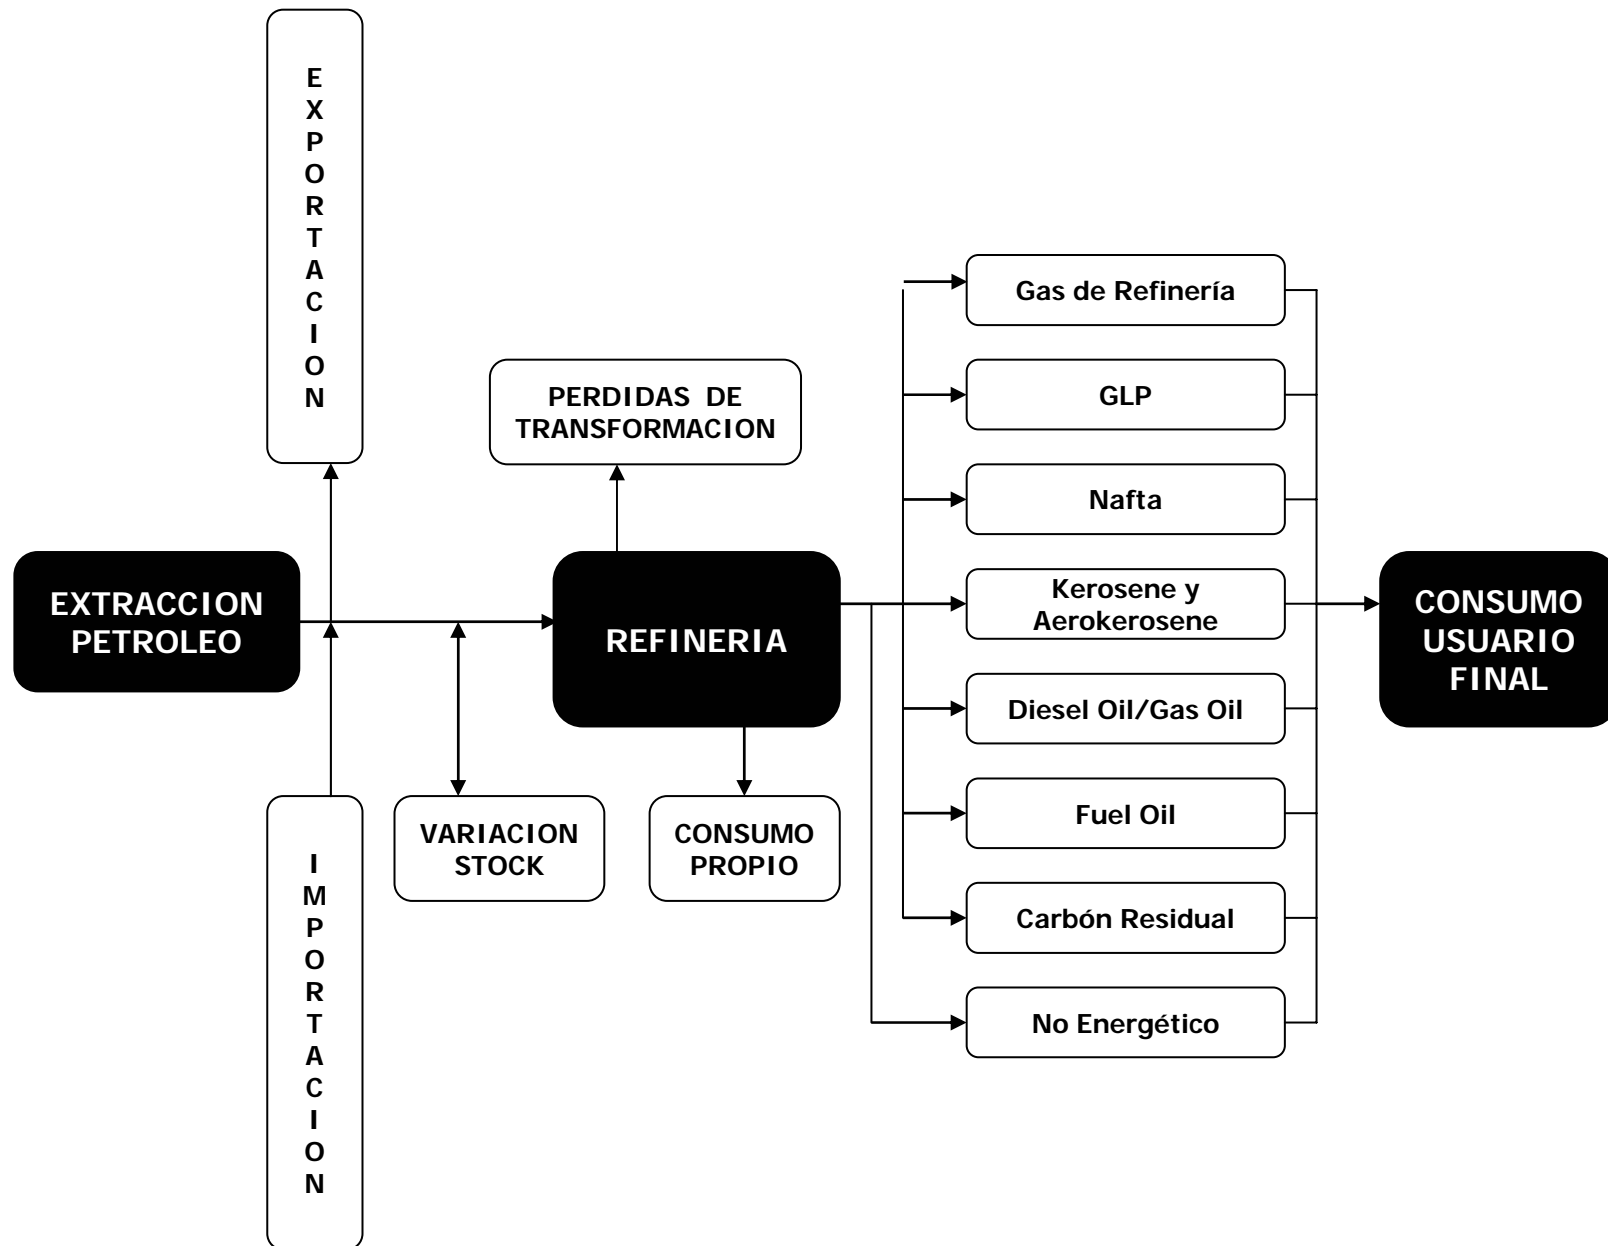 EXPORTACION
EXTRACCION
PETROLEO
IMPORTACION
PERDIDAS DE
TRANSFORMACION
REFINERIA
VARIACION
STOCK
CONSUMO
PROPIO
Gas de Refinería
GLP
Nafta
Kerosene y
Aerokerosene
Diesel Oil/Gas Oil
Fuel Oil
Carbón Residual
No Energético
CONSUMO
USUARIO
FINAL